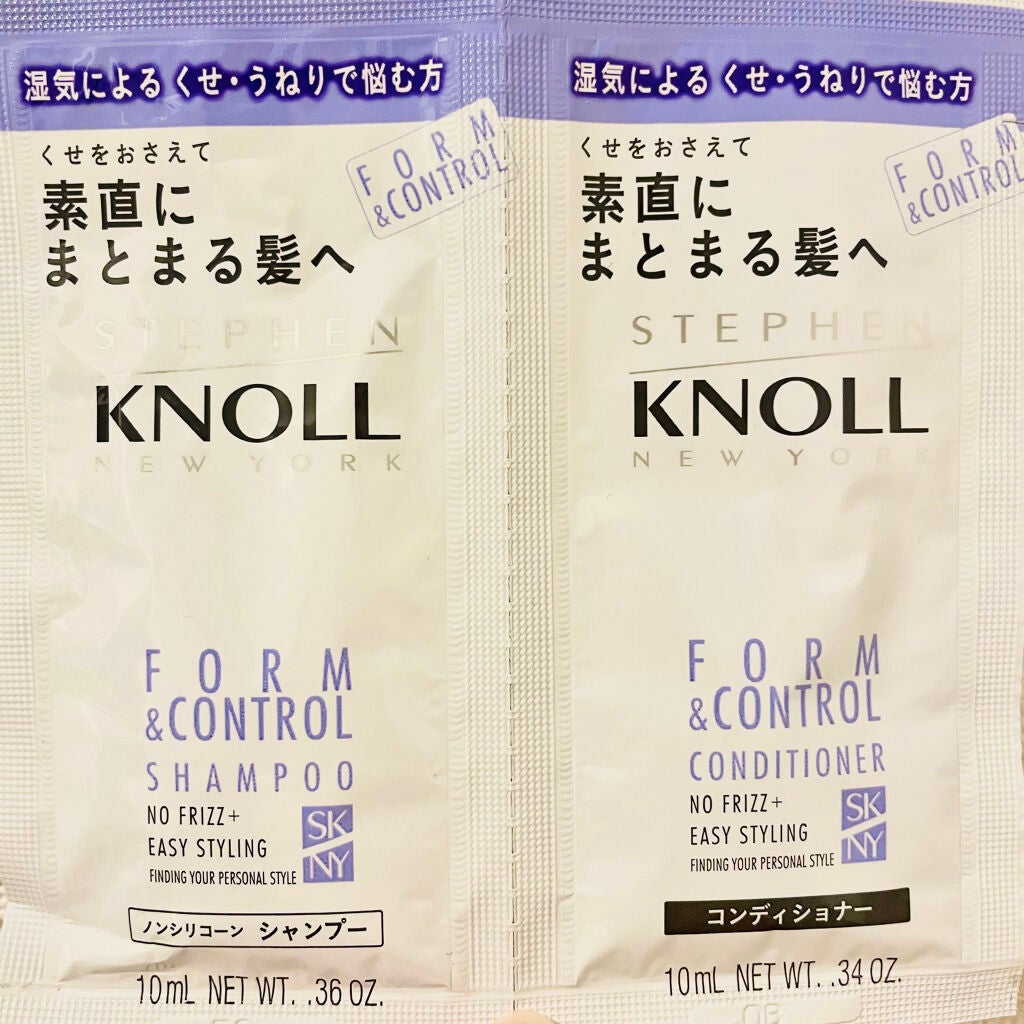 湿気による くせ・うねりで悩む方
くせをおさえて
素直に
まとまる髪へ
FORM
&CONTROL
STEPHEN
KNOLL
NEW YORK
FORM
&CONTROL
SHAMPOO
NO FRIZZ+
EASY STYLING
FINDING YOUR PERSONAL STYLE
SK
NY
ノンシリコーン シャンプー
10mL NET WT. .36 OZ.
湿気による くせ・うねりで悩む方
くせをおさえて
素直に
まとまる髪へ
FORM
&CONTROL
STEPHEN
KNOLL
NEW YORK
FORM
&CONTROL
CONDITIONER
NO FRIZZ+
EASY STYLING
FINDING YOUR PERSONAL STYLE
SK
NY
コンディショナー
10mL NET WT. .34 OZ.